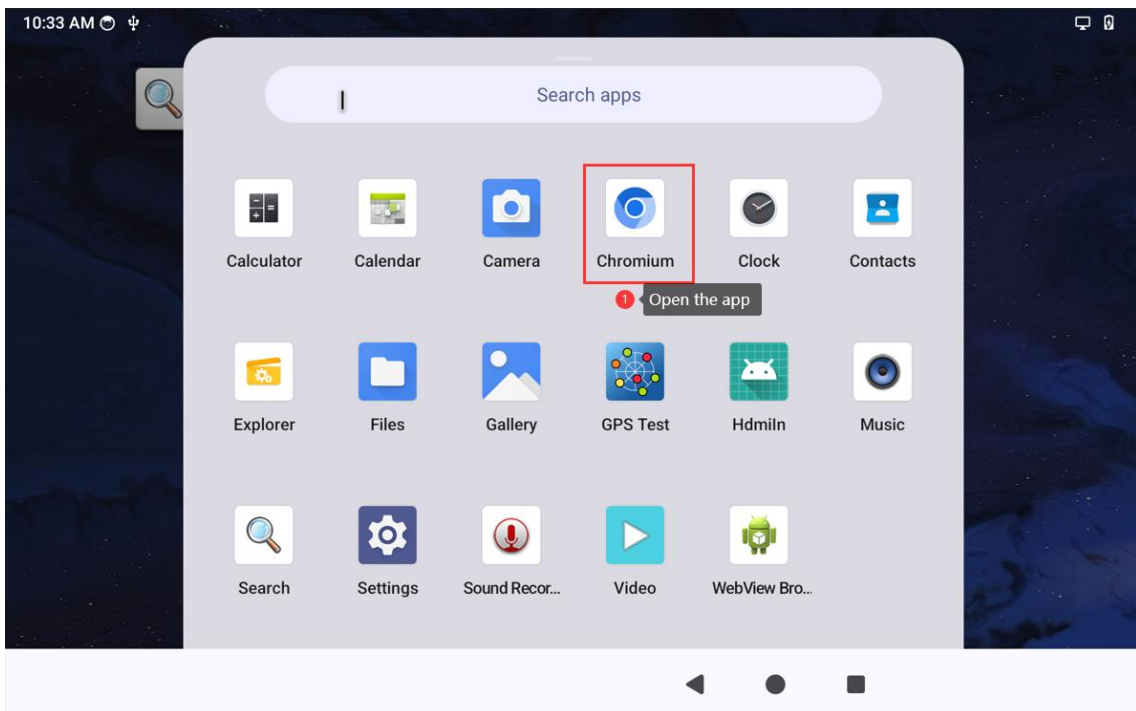 10:33 AM
Search apps
Calculator Calendar Camera Chromium Clock Contacts
1 Open the app
Explorer Files Gallery GPS Test HdmiIn Music
Search Settings Sound Recor... Video WebView Bro...